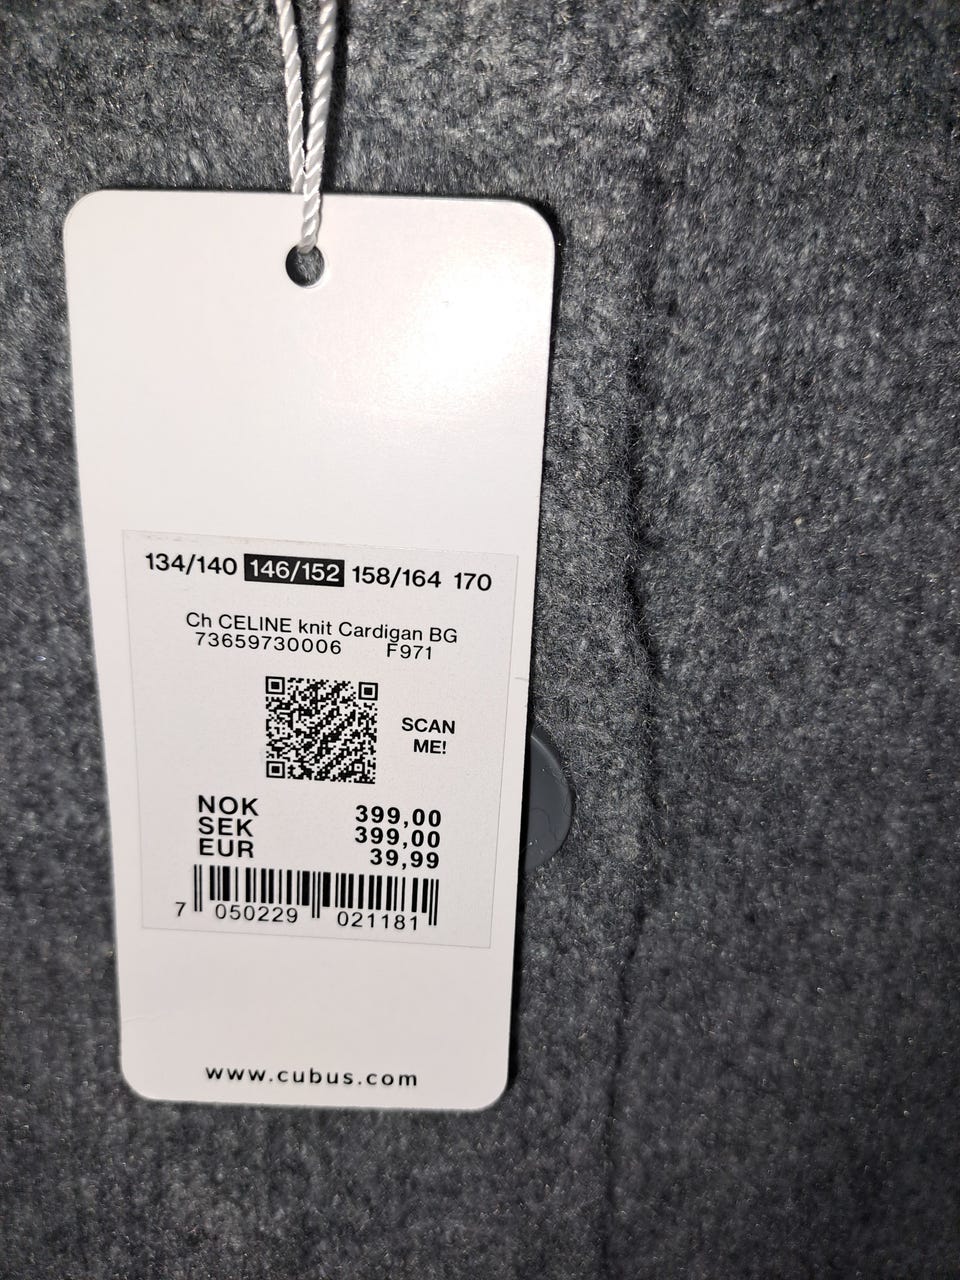 134/140 146/152 158/164 170
Ch CELINE knit Cardigan BG
73659730006 F971
SCAN
ME!
NOK 399,00
SEK 399,00
EUR 39,99
7 050229 021181
www.cubus.com